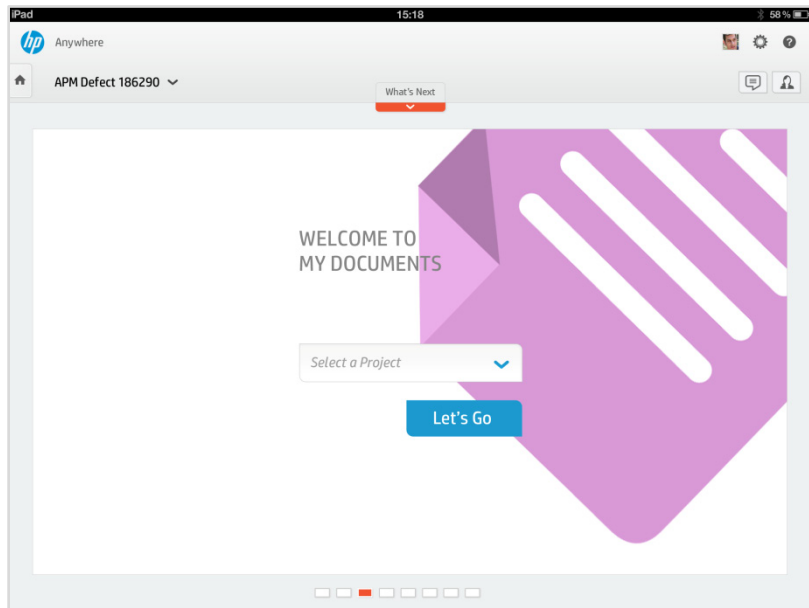 iPad 15:18 58%
hp Anywhere
?
APM Defect 186290
What's Next
WELCOME TO
MY DOCUMENTS
Select a Project
Let's Go